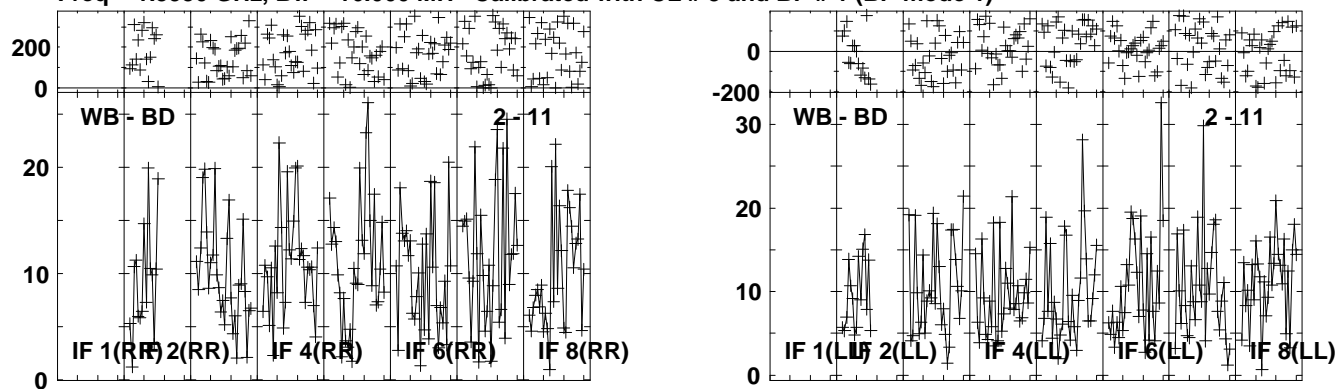 200
0
WB - BD
2 - 11
20
10
0
IF 1(RR)
2(RR)
IF 4(RR)
IF 6(RR)
IF 8(RR)
0
-200
WB - BD
2 - 11
30
20
10
0
IF 1(LL)
2(LL)
IF 4(LL)
IF 6(LL)
IF 8(LL)